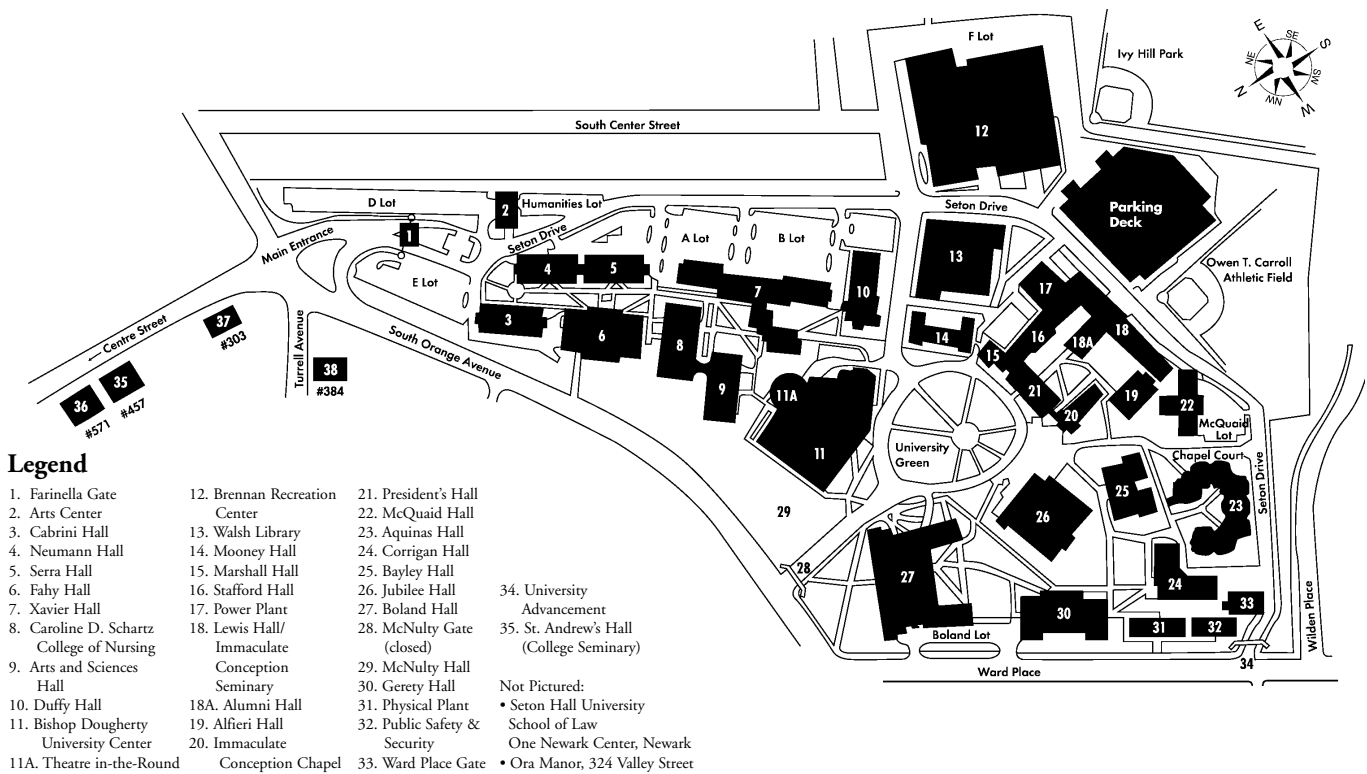 F Lot
Ivy Hill Park
E
SE
S
NE
SW
N
NW
W
South Center Street
12
D Lot
2
Humanities Lot
Seton Drive
Parking
Deck
1
Main Entrance
Seton Drive
A Lot
B Lot
13
4
5
Owen T. Carroll
Athletic Field
E Lot
7
10
17
37
#303
Centre Street
3
6
8
14
16
18
18A
15
Turrell Avenue
South Orange Avenue
38
#384
35
#457
36
#571
9
11A
21
19
20
22
McQuaid
Lot
11
University
Green
Chapel Court
Seton Drive
25
23
29
26
28
27
24
30
33
31
32
Boland Lot
34
Ward Place
Wilden Place
Legend
1. Farinella Gate
2. Arts Center
3. Cabrini Hall
4. Neumann Hall
5. Serra Hall
6. Fahy Hall
7. Xavier Hall
8. Caroline D. Schartz
College of Nursing
9. Arts and Sciences
Hall
10. Duffy Hall
11. Bishop Dougherty
University Center
11A. Theatre in-the-Round
12. Brennan Recreation
Center
13. Walsh Library
14. Mooney Hall
15. Marshall Hall
16. Stafford Hall
17. Power Plant
18. Lewis Hall/
Immaculate
Conception
Seminary
18A. Alumni Hall
19. Alfieri Hall
20. Immaculate
Conception Chapel
21. President's Hall
22. McQuaid Hall
23. Aquinas Hall
24. Corrigan Hall
25. Bayley Hall
26. Jubilee Hall
27. Boland Hall
28. McNulty Gate
(closed)
29. McNulty Hall
30. Gerety Hall
31. Physical Plant
32. Public Safety &
Security
33. Ward Place Gate
34. University
Advancement
35. St. Andrew's Hall
(College Seminary)
Not Pictured:
• Seton Hall University
School of Law
One Newark Center, Newark
• Ora Manor, 324 Valley Street